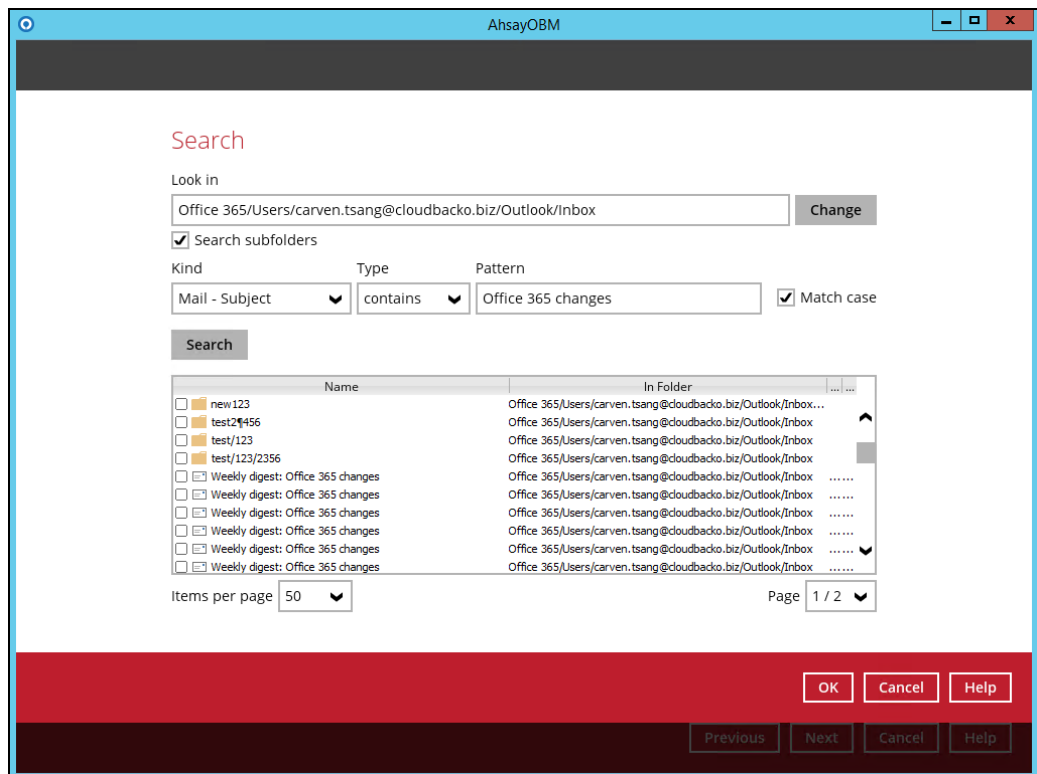 AhsayOBM
Search
Look in
Office 365/Users/carven.tsang@cloudbacko.biz/Outlook/Inbox Change
Search subfolders
Kind Type Pattern
Mail - Subject contains Office 365 changes Match case
Search
Name In Folder ... ...
new123 Office 365/Users/carven.tsang@cloudbacko.biz/Outlook/Inbox...
test2¶456 Office 365/Users/carven.tsang@cloudbacko.biz/Outlook/Inbox
test/123 Office 365/Users/carven.tsang@cloudbacko.biz/Outlook/Inbox
test/123/2356 Office 365/Users/carven.tsang@cloudbacko.biz/Outlook/Inbox
Weekly digest: Office 365 changes Office 365/Users/carven.tsang@cloudbacko.biz/Outlook/Inbox ... ...
Weekly digest: Office 365 changes Office 365/Users/carven.tsang@cloudbacko.biz/Outlook/Inbox ... ...
Weekly digest: Office 365 changes Office 365/Users/carven.tsang@cloudbacko.biz/Outlook/Inbox ... ...
Weekly digest: Office 365 changes Office 365/Users/carven.tsang@cloudbacko.biz/Outlook/Inbox ... ...
Weekly digest: Office 365 changes Office 365/Users/carven.tsang@cloudbacko.biz/Outlook/Inbox ... ...
Weekly digest: Office 365 changes Office 365/Users/carven.tsang@cloudbacko.biz/Outlook/Inbox ... ...
Items per page 50 Page 1 / 2
OK Cancel Help
Previous Next Cancel Help